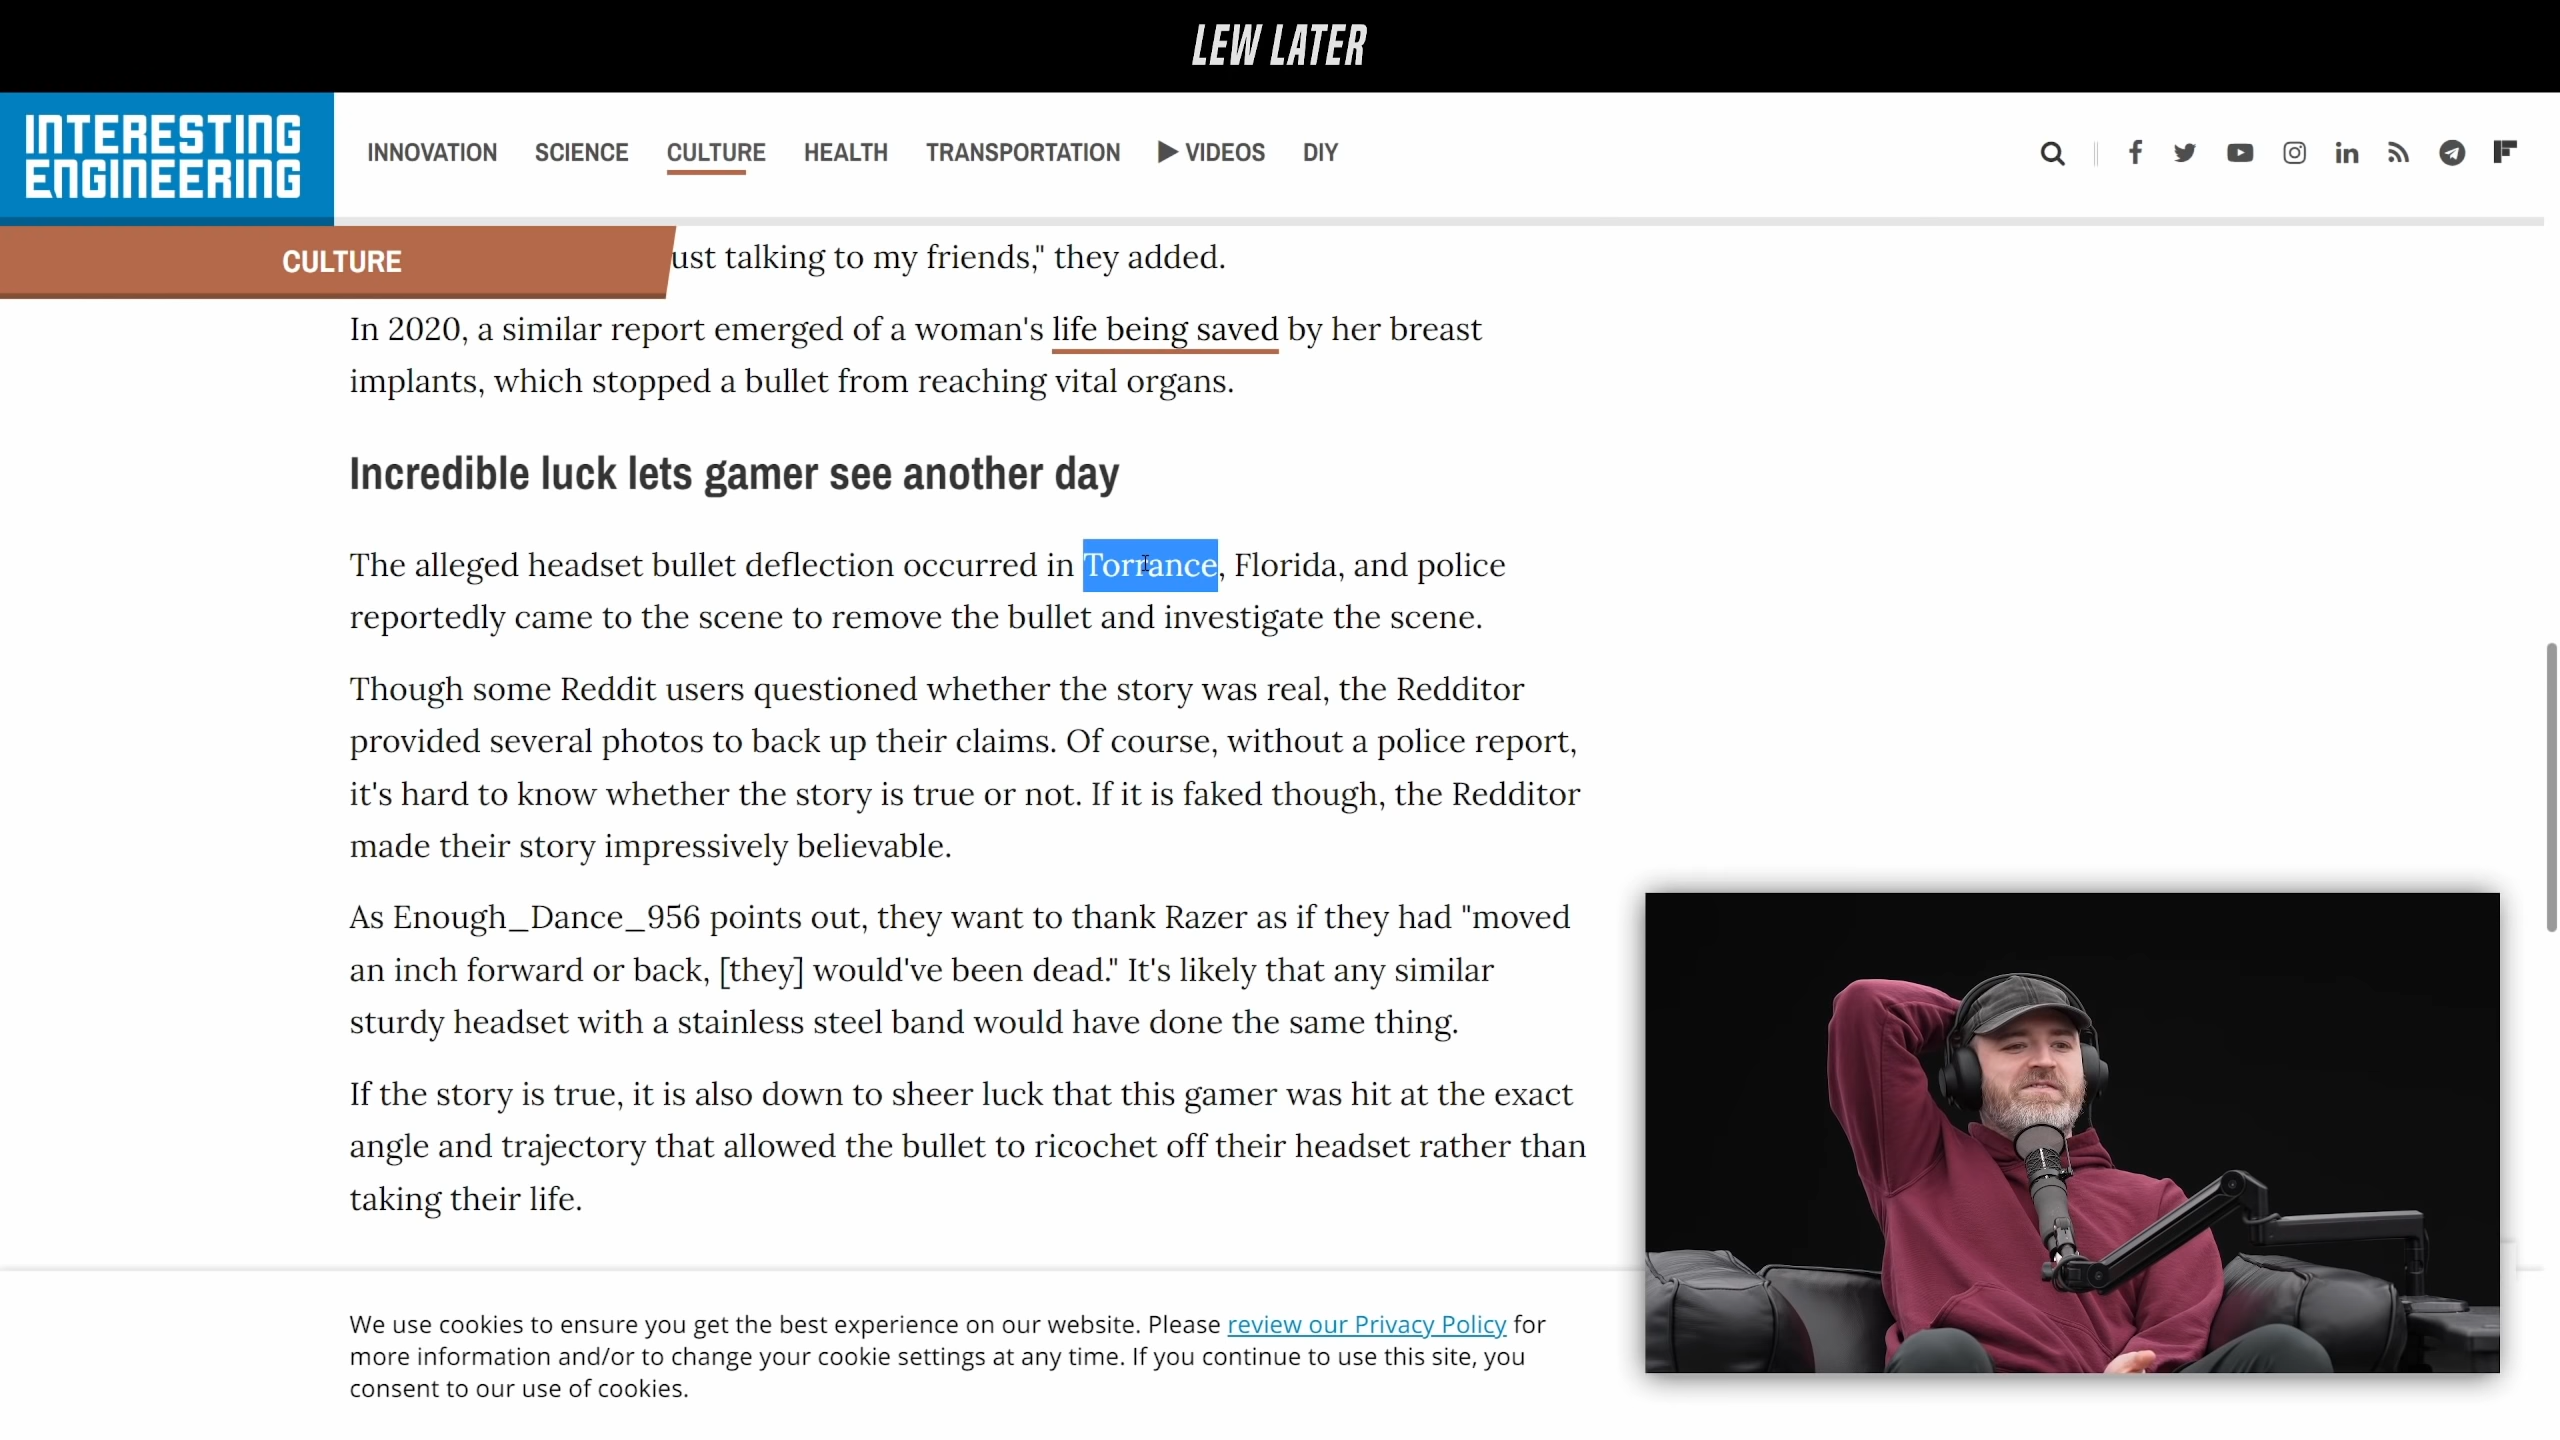 LEW LATER
INTERESTING
ENGINEERING
INNOVATION SCIENCE CULTURE HEALTH TRANSPORTATION VIDEOS DIY
CULTURE
ust talking to my friends," they added.
In 2020, a similar report emerged of a woman's life being saved by her breast
implants, which stopped a bullet from reaching vital organs.
Incredible luck lets gamer see another day
The alleged headset bullet deflection occurred in Torrance, Florida, and police
reportedly came to the scene to remove the bullet and investigate the scene.
Though some Reddit users questioned whether the story was real, the Redditor
provided several photos to back up their claims. Of course, without a police report,
it's hard to know whether the story is true or not. If it is faked though, the Redditor
made their story impressively believable.
As Enough_Dance_956 points out, they want to thank Razer as if they had "moved
an inch forward or back, [they] would've been dead." It's likely that any similar
sturdy headset with a stainless steel band would have done the same thing.
If the story is true, it is also down to sheer luck that this gamer was hit at the exact
angle and trajectory that allowed the bullet to ricochet off their headset rather than
taking their life.
We use cookies to ensure you get the best experience on our website. Please review our Privacy Policy for
more information and/or to change your cookie settings at any time. If you continue to use this site, you
consent to our use of cookies.